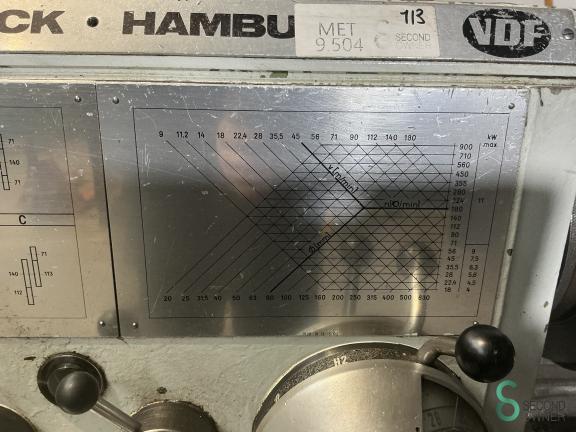 CK • HAMBU
MET
9.504
713
SECOND
OWNER
VDF
9 11,2 14 18 22,4 28 35,5 45 56 71 90 112 140 180
kW
max
900
710
560
450
355
280
224
180
140
112
90
71
56
45
35,5
28
22,4
18
11
9
7,5
6,3
5,6
4,5
4
v[m/min]
n[U/min]
20 25 31,5 40 50 63 80 100 125 160 200 250 315 400 500 630
71
140
71
C
71
140
113
112
H2
SECOND
OWNER